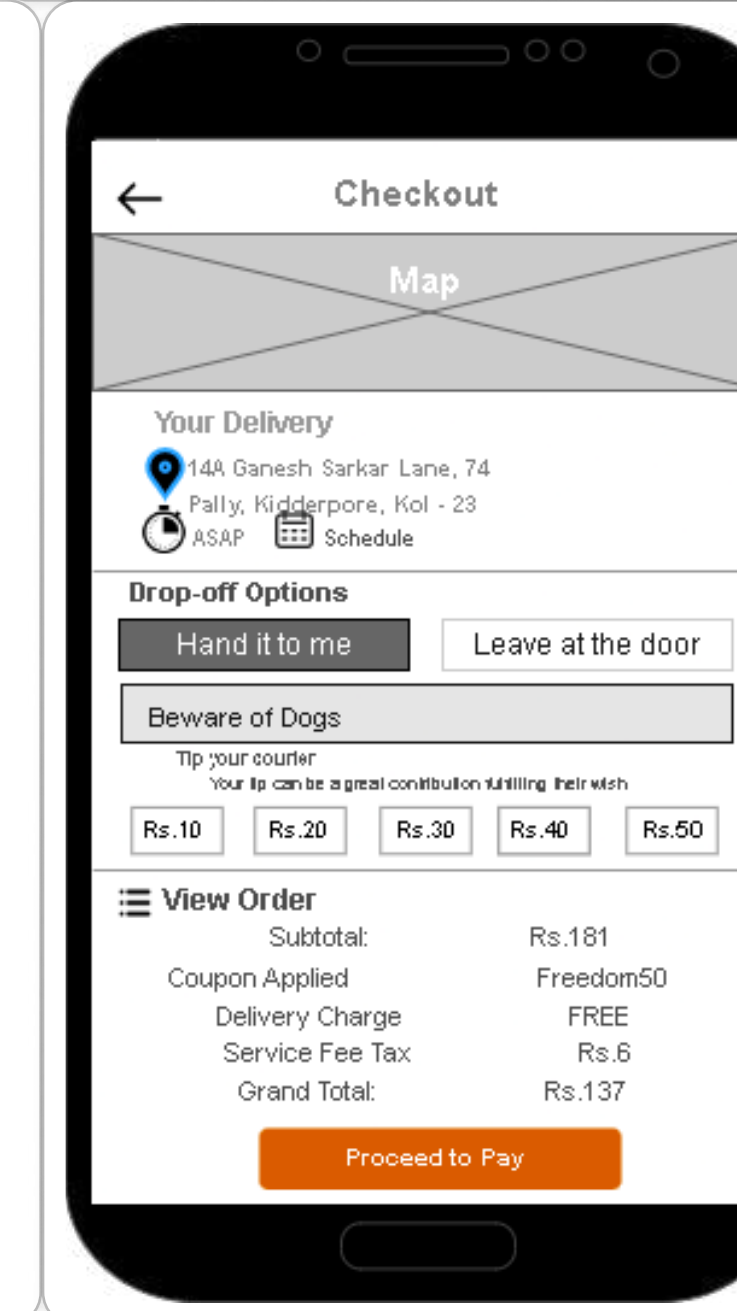 Checkout
Map
Your Delivery
14A Ganesh Sarkar Lane, 74
Pally, Kidderpore, Kol - 23
ASAP Schedule
Drop-off Options
Hand it to me Leave at the door
Beware of Dogs
Tip your courier
Your tip can be a great contribution fulfilling their wish
Rs.10 Rs.20 Rs.30 Rs.40 Rs.50
View Order
Subtotal: Rs.181
Coupon Applied Freedom50
Delivery Charge FREE
Service Fee Tax Rs.6
Grand Total: Rs.137
Proceed to Pay